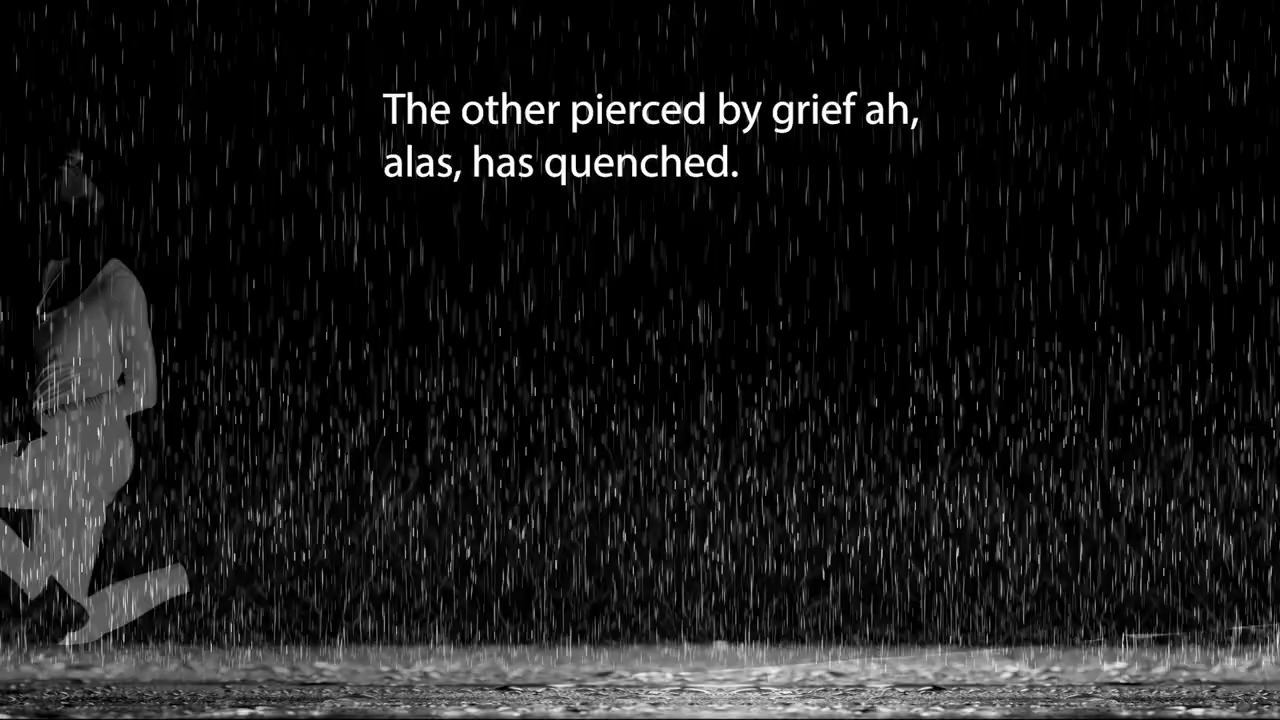 The other pierced by grief ah,
alas, has quenched.